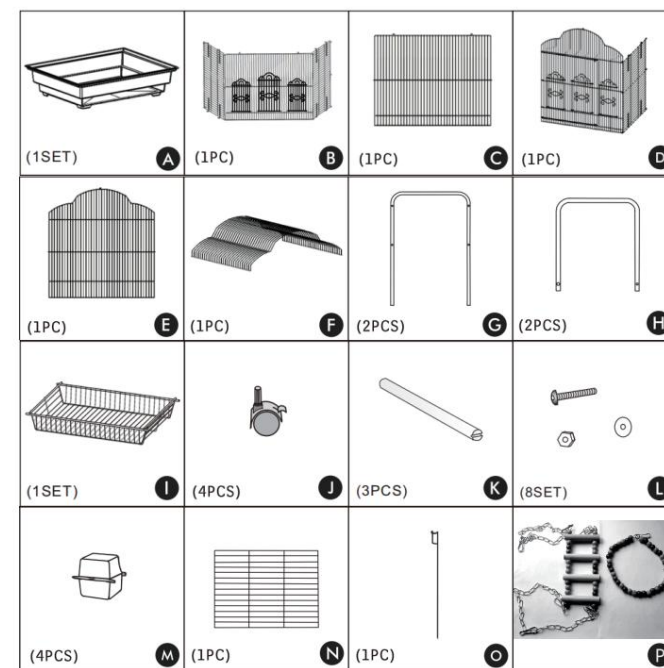 (1SET) A
(1PC) B
(1PC) C
(1PC) D
(1PC) E
(1PC) F
(2PCS) G
(2PCS) H
(1SET) I
(4PCS) J
(3PCS) K
(8SET) L
(4PCS) M
(1PC) N
(1PC) O
P